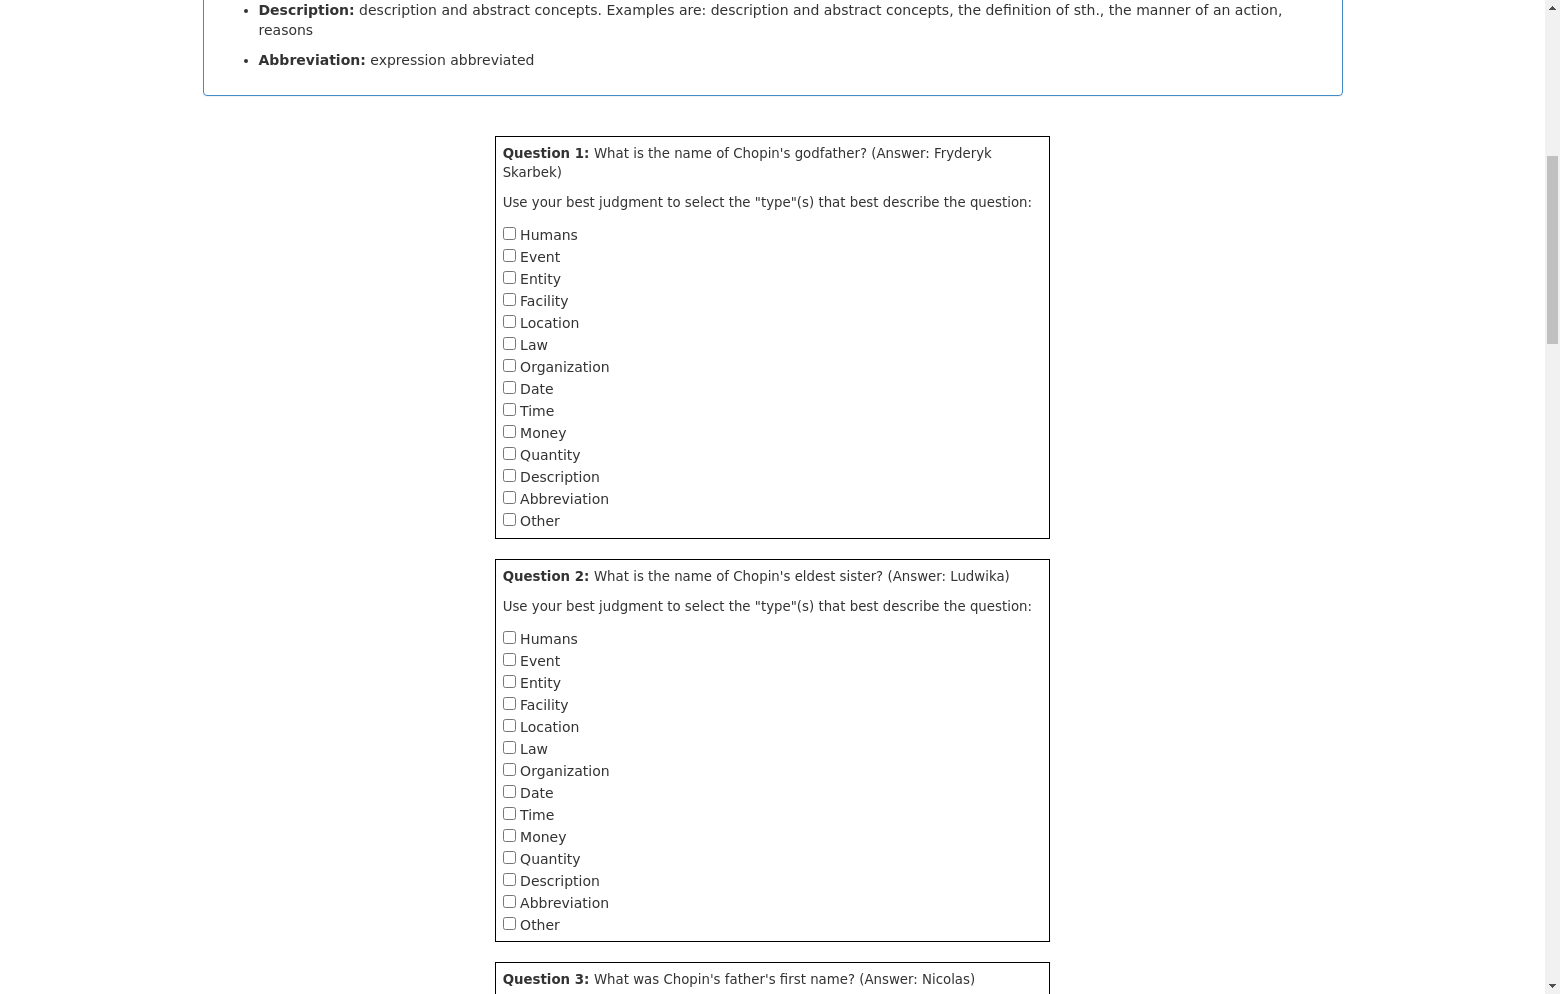 Description: description and abstract concepts. Examples are: description and abstract concepts, the definition of sth., the manner of an action,
reasons
Abbreviation: expression abbreviated
Question 1: What is the name of Chopin's godfather? (Answer: Fryderyk
Skarbek)
Use your best judgment to select the "type"(s) that best describe the question:
Humans
Event
Entity
Facility
Location
Law
Organization
Date
Time
Money
Quantity
Description
Abbreviation
Other
Question 2: What is the name of Chopin's eldest sister? (Answer: Ludwika)
Use your best judgment to select the "type"(s) that best describe the question:
Humans
Event
Entity
Facility
Location
Law
Organization
Date
Time
Money
Quantity
Description
Abbreviation
Other
Question 3: What was Chopin's father's first name? (Answer: Nicolas)